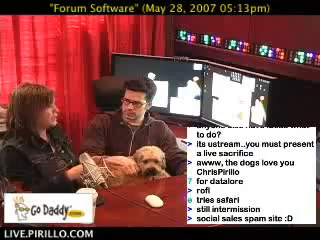 "Forum Software" (May 28, 2007 05:13pm)
to do?
> its ustream..you must present
a live sacrifice
> awww, the dogs love you
ChrisPirillo
? for datalore
> rofl
e tries safari
> still intermission
> social sales spam site :D
Go Daddy.com
LIVE.PIRILLO.COM